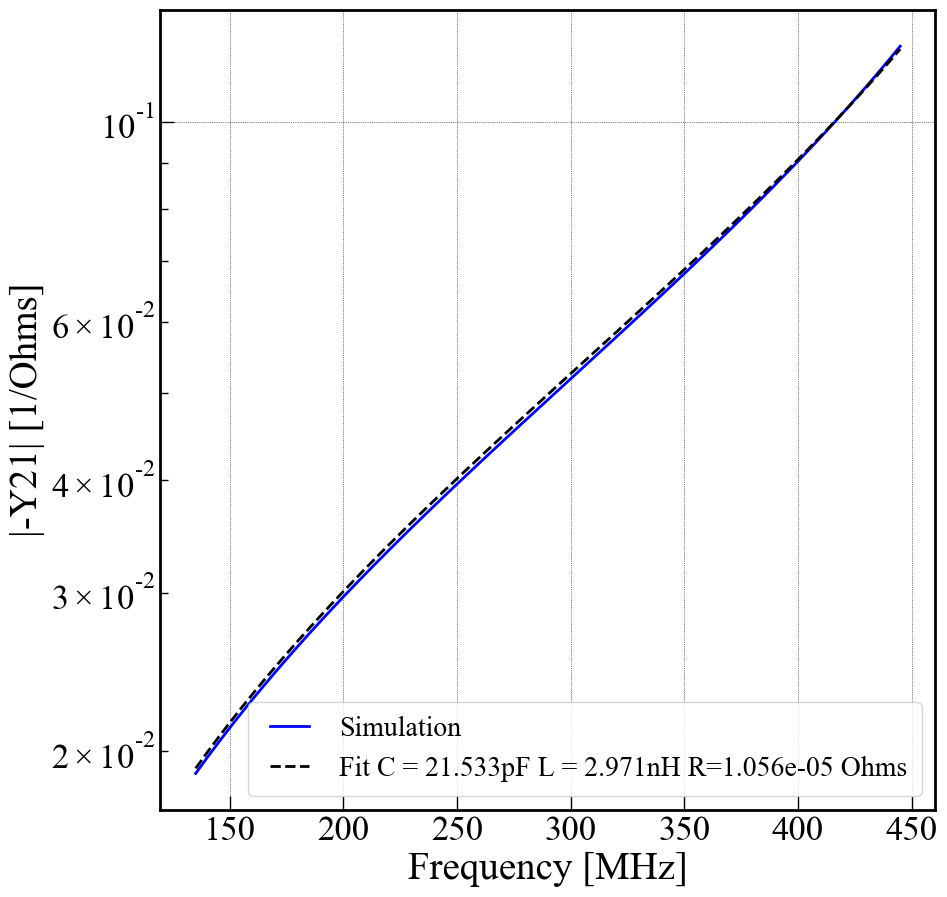 |-Y21| [1/Ohms]
10-1
6×10-2
4×10-2
3×10-2
2×10-2
Simulation
Fit C = 21.533pF L = 2.971nH R=1.056e-05 Ohms
150 200 250 300 350 400 450
Frequency [MHz]